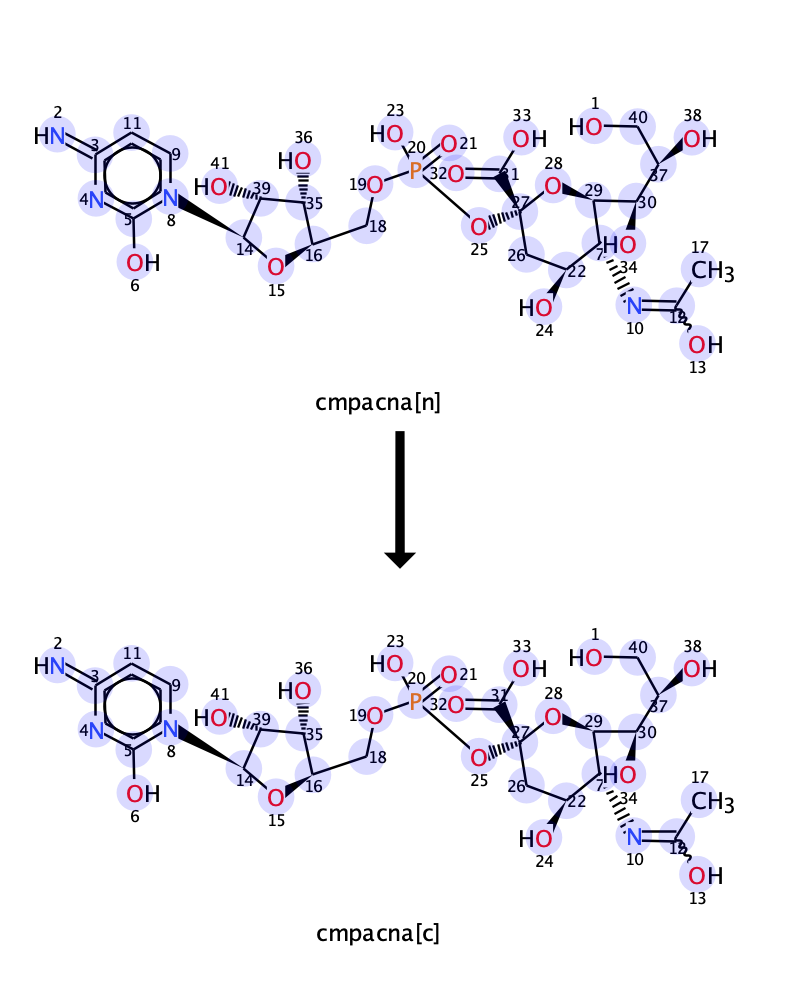 1
2 23 33 40 38
11
HN HO OH HO OH
36
3 9 20 O 21 37
41 HO P 32 O 31 28
HO 39 19 O O 29 30
4 N N 35 27
5 8 18 O HO
14 16 25 26 7 34 17
OH O 22 CH3
6 15 HO N 12
24 10 OH
13
cmpacna[n]
1
2 23 33 40 38
11
HN HO OH HO OH
36
3 9 20 O 21 37
41 HO P 32 O 31 28
HO 39 19 O O 29 30
4 N N 35 27
5 8 18 O HO
14 16 25 26 7 34 17
OH O 22 CH3
6 15 HO N 12
24 10 OH
13
cmpacna[c]